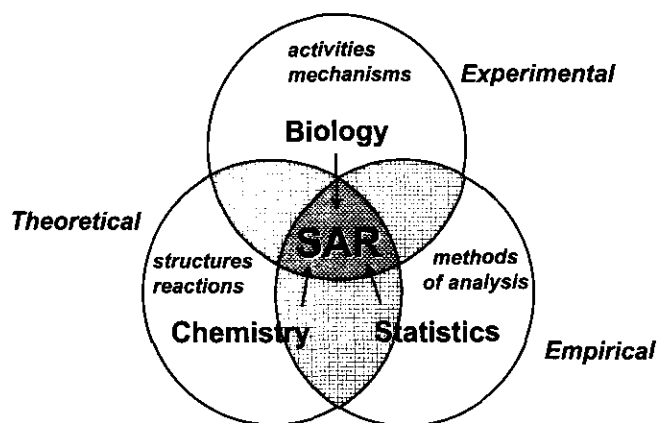 activities
mechanisms
Experimental
Biology
Theoretical
SAR
structures
reactions
methods
of analysis
Chemistry
Statistics
Empirical